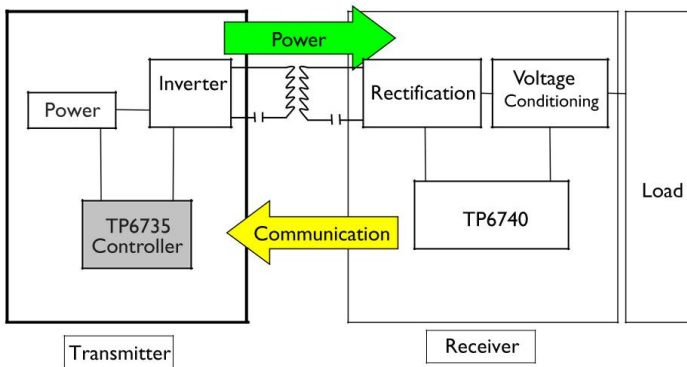 Power
Inverter
Power
TP6735
Controller
Transmitter
Communication
Rectification
Voltage
Conditioning
TP6740
Receiver
Load